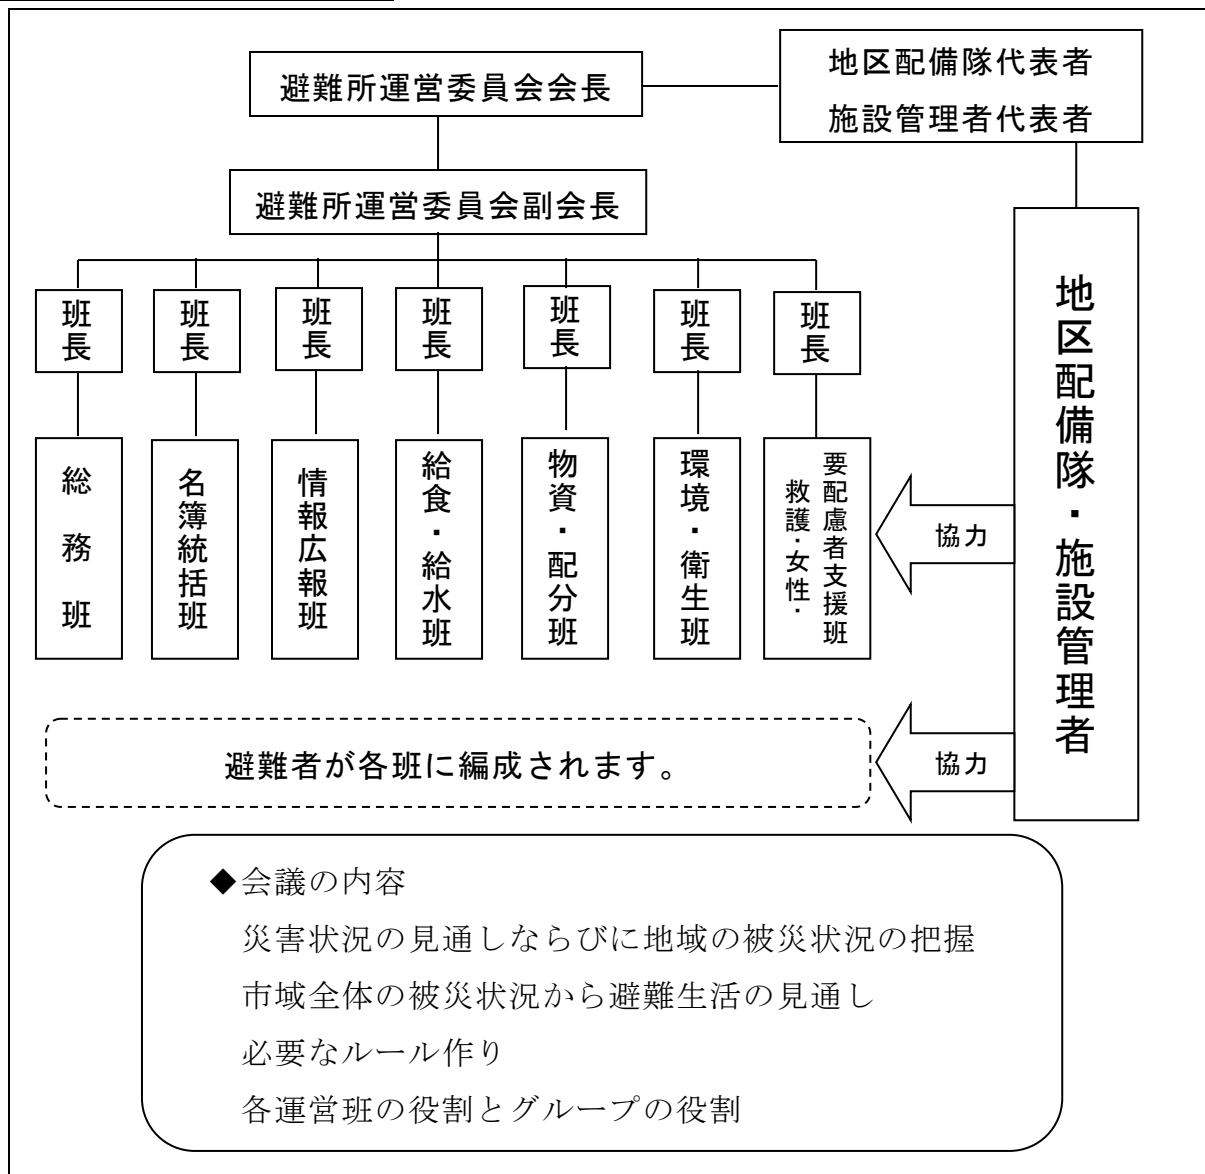 避難所運営委員会会長
地区配備隊代表者
施設管理者代表者
避難所運営委員会副会長
班長
班長
班長
班長
班長
班長
班長
総務班
名簿統括班
情報広報班
給食・給水班
物資・配分班
環境・衛生班
救護・女性・
要配慮者支援班
協力
地区配備隊・施設管理者
避難者が各班に編成されます。
協力
◆会議の内容
災害状況の見通しならびに地域の被災状況の把握
市域全体の被災状況から避難生活の見通し
必要なルール作り
各運営班の役割とグループの役割